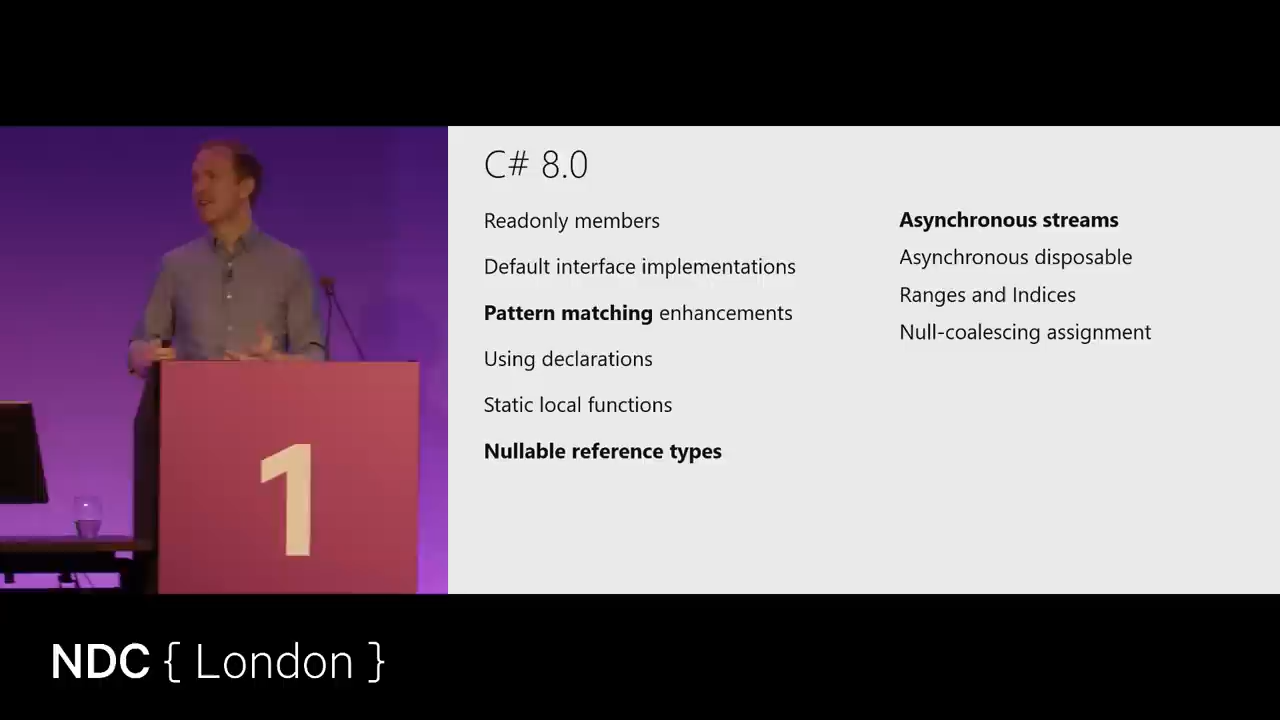 C# 8.0
Readonly members
Default interface implementations
Pattern matching enhancements
Using declarations
Static local functions
Nullable reference types
Asynchronous streams
Asynchronous disposable
Ranges and Indices
Null-coalescing assignment
1
NDC { London }